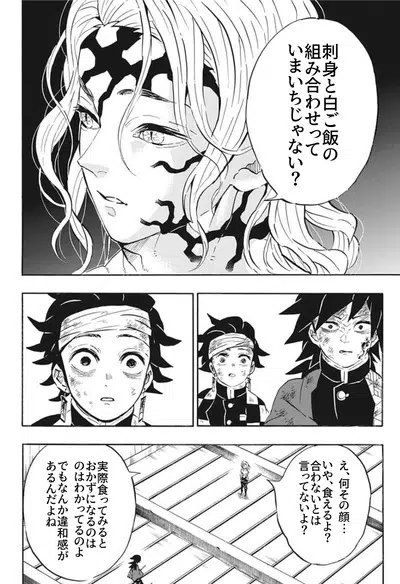 刺身と白ご飯の
組み合わせって
いまいちじゃない？
え、何その顔…
いや、食えるよ？
合わないとは
言ってないよ？
実際食ってみると
おかずになるのは
のはわかってるのよ
でもなんか違和感が
あるんだよね